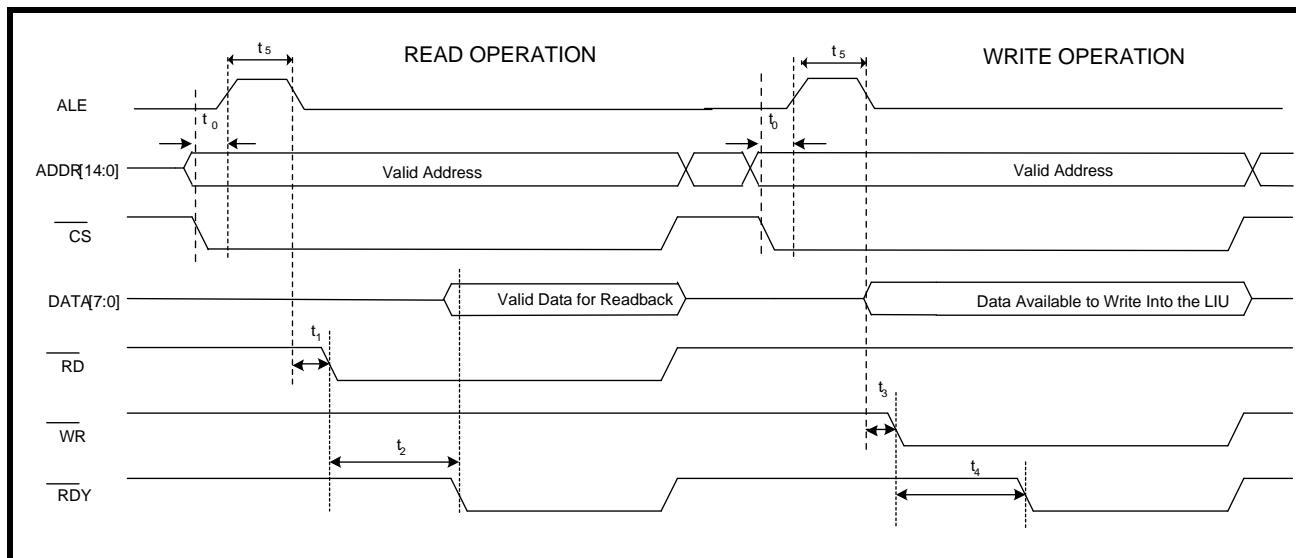 READ OPERATION
WRITE OPERATION
t5
t5
ALE
t0
t0
ADDR[14:0]
Valid Address
Valid Address
CS
DATA[7:0]
Valid Data for Readback
Data Available to Write Into the LIU
t1
RD
t3
WR
t2
t4
RDY